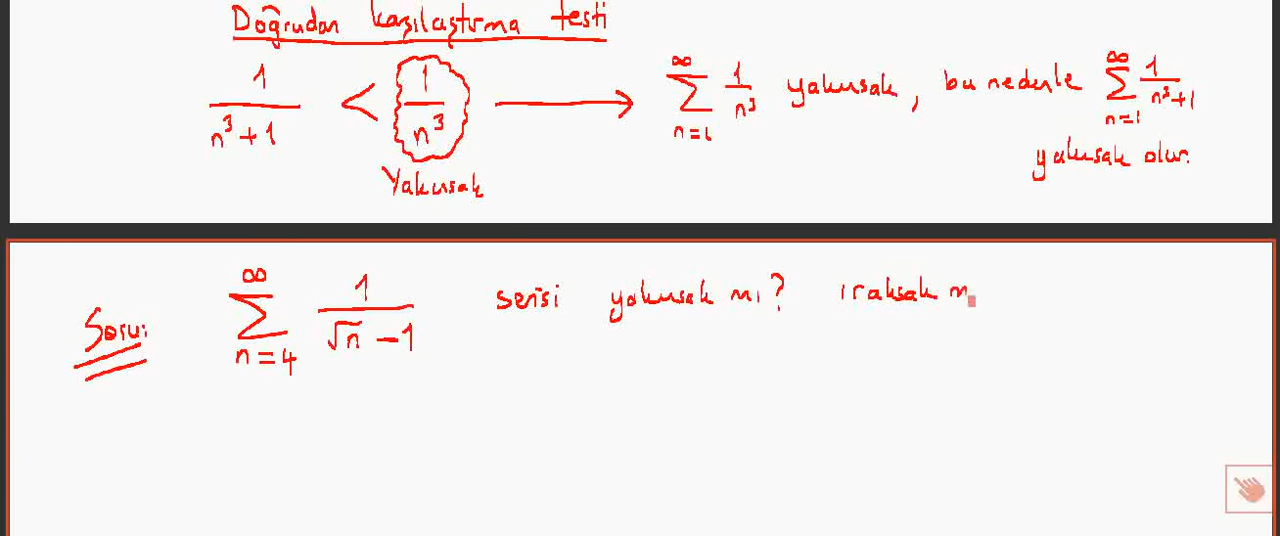 Doğrudan karşılaştırma testi
1/(n³+1) < 1/n³ → ∑_{n=1}^{∞} 1/n³ yakınsak, bu nedenle ∑_{n=1}^{∞} 1/(n³+1)
Yakınsak
yakınsak olur.
Soru: ∑_{n=4}^{∞} 1/(√n - 1) serisi yakınsak mı? ıraksak m